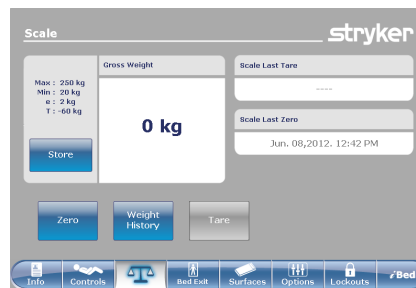 Scale
stryker
Max : 250 kg
Min : 20 kg
e : 2 kg
T : -60 kg
Store
Gross Weight
0 kg
Scale Last Tare
----
Scale Last Zero
Jun. 08,2012. 12:42 PM
Zero
Weight
History
Tare
Info
Controls
Bed Exit
Surfaces
Options
Lockouts
iBed